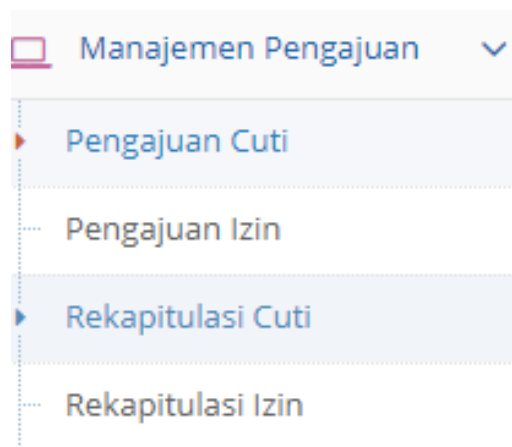 Manajemen Pengajuan
Pengajuan Cuti
Pengajuan Izin
Rekapitulasi Cuti
Rekapitulasi Izin